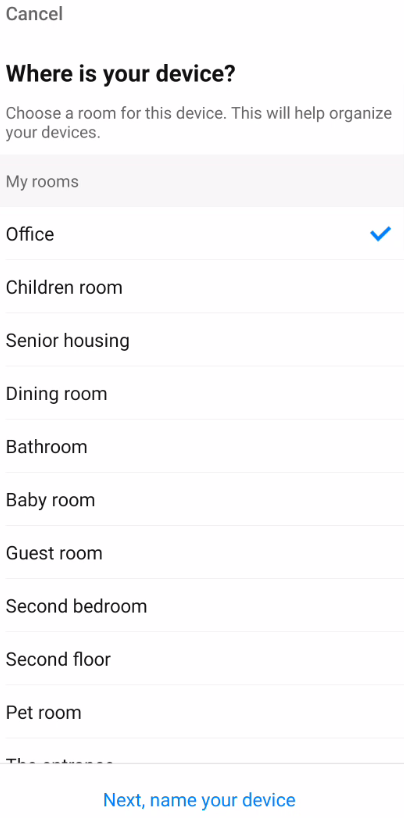 Cancel
Where is your device?
Choose a room for this device. This will help organize
your devices.
My rooms
Office
Children room
Senior housing
Dining room
Bathroom
Baby room
Guest room
Second bedroom
Second floor
Pet room
The entrance
Next, name your device